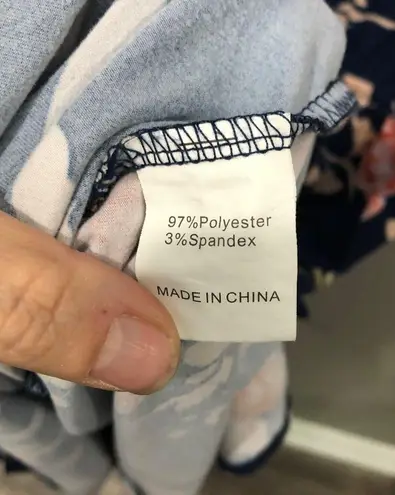 97%Polyester
3%Spandex
MADE IN CHINA